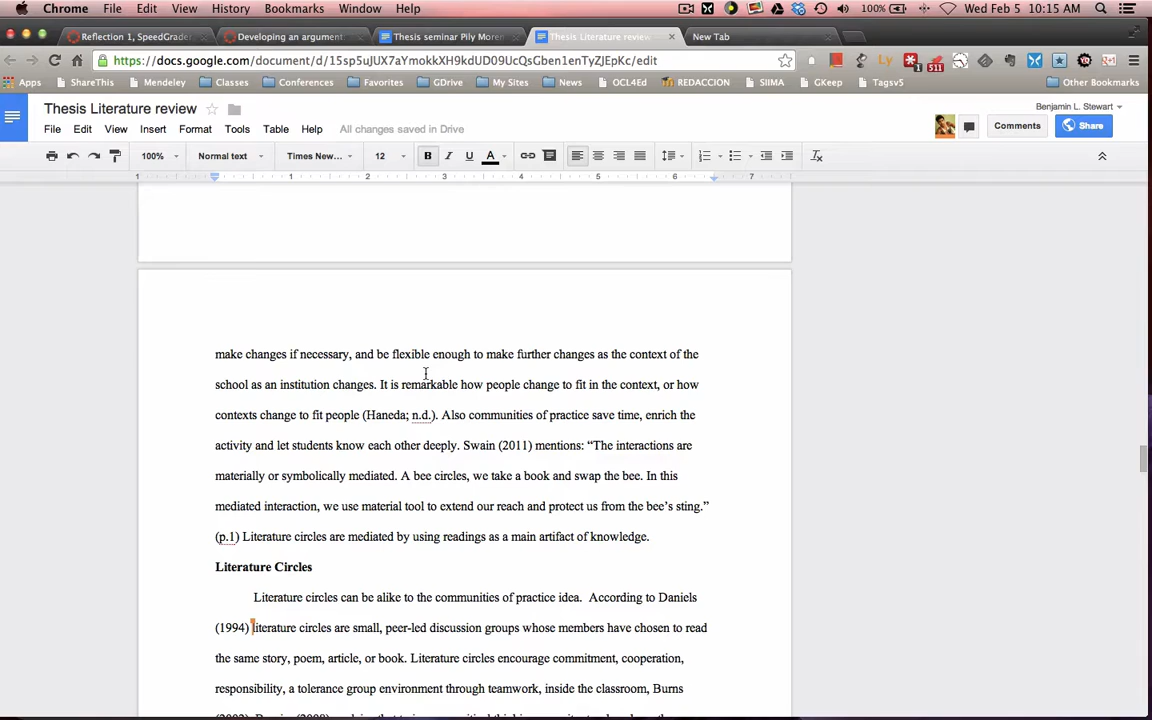 Chrome File Edit View History Bookmarks Window Help 100% Wed Feb 5 10:15 AM
Reflection 1, SpeedGrader Developing an argument: Thesis seminar Pily Moren Thesis Literature review New Tab
https://docs.google.com/document/d/15sp5uJUX7aYmokkXH9kdUD09UcQsGben1enTyZJEpKc/edit
Apps ShareThis Mendeley Classes Conferences Favorites GDrive My Sites News OCL4Ed REDACCION SIIMA GKeep Tagsv5 Other Bookmarks
Thesis Literature review Benjamin L. Stewart
File Edit View Insert Format Tools Table Help All changes saved in Drive Comments Share
100% Normal text Times New... 12 B I U A
1 1 2 3 4 5 6 7
make changes if necessary, and be flexible enough to make further changes as the context of the
school as an institution changes. It is remarkable how people change to fit in the context, or how
contexts change to fit people (Haneda; n.d.). Also communities of practice save time, enrich the
activity and let students know each other deeply. Swain (2011) mentions: “The interactions are
materially or symbolically mediated. A bee circles, we take a book and swap the bee. In this
mediated interaction, we use material tool to extend our reach and protect us from the bee’s sting.”
(p.1) Literature circles are mediated by using readings as a main artifact of knowledge.
Literature Circles
Literature circles can be alike to the communities of practice idea. According to Daniels
(1994) literature circles are small, peer-led discussion groups whose members have chosen to read
the same story, poem, article, or book. Literature circles encourage commitment, cooperation,
responsibility, a tolerance group environment through teamwork, inside the classroom, Burns